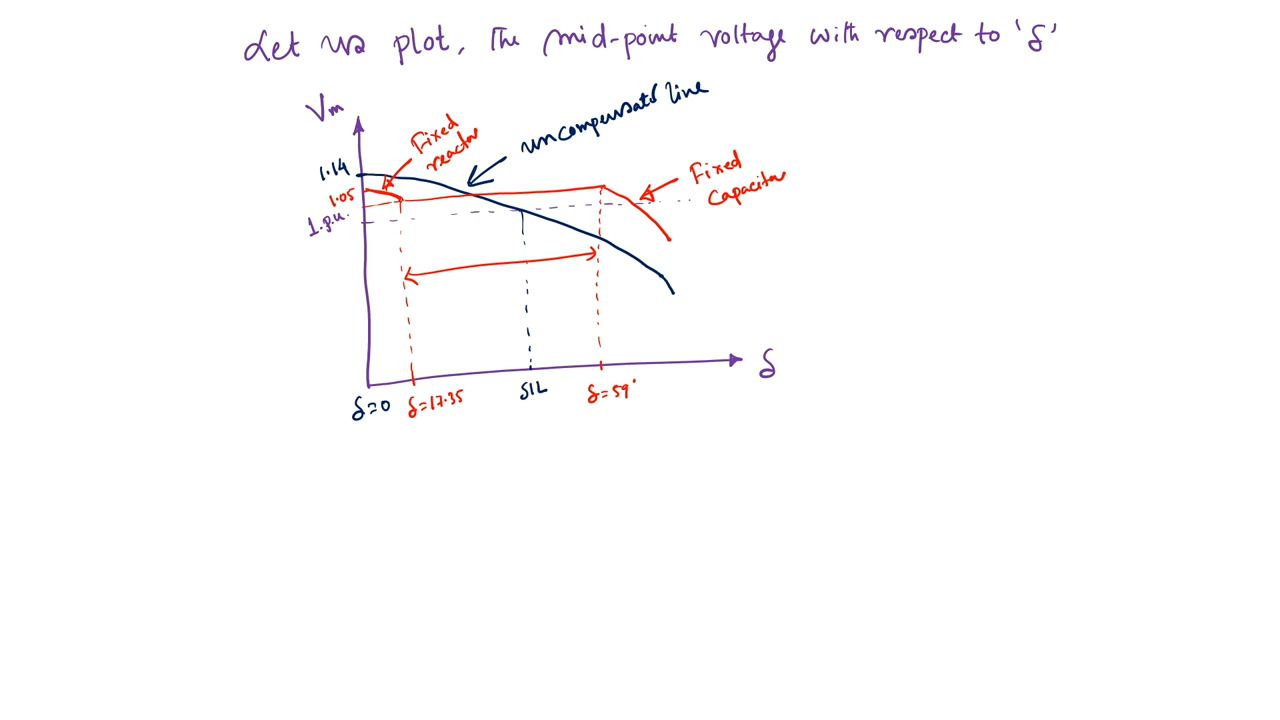 Let us plot, The mid-point voltage with respect to 'δ'
Vm
Fixed
reactor
uncompensated line
1.14
1.05
1.p.u.
Fixed
Capacitor
δ
δ=0
δ=17.35
SIL
δ=59°